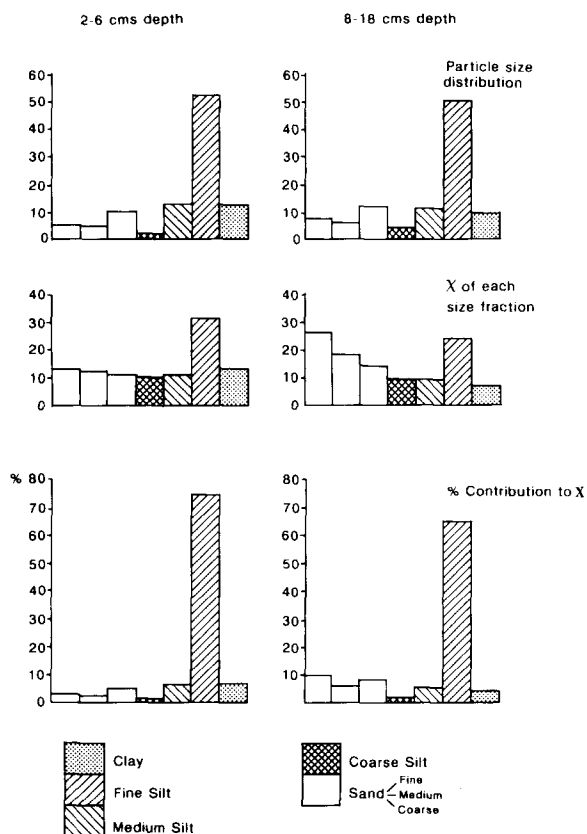 2-6 cms depth
8-18 cms depth
Particle size
distribution
60
50
40
30
20
10
0
60
50
40
30
20
10
0
χ of each
size fraction
40
30
20
10
0
40
30
20
10
0
% Contribution to χ
% 80
70
60
50
40
30
20
10
0
80
70
60
50
40
30
20
10
Clay
Fine Silt
Medium Silt
Coarse Silt
Sand
Fine
Medium
Coarse